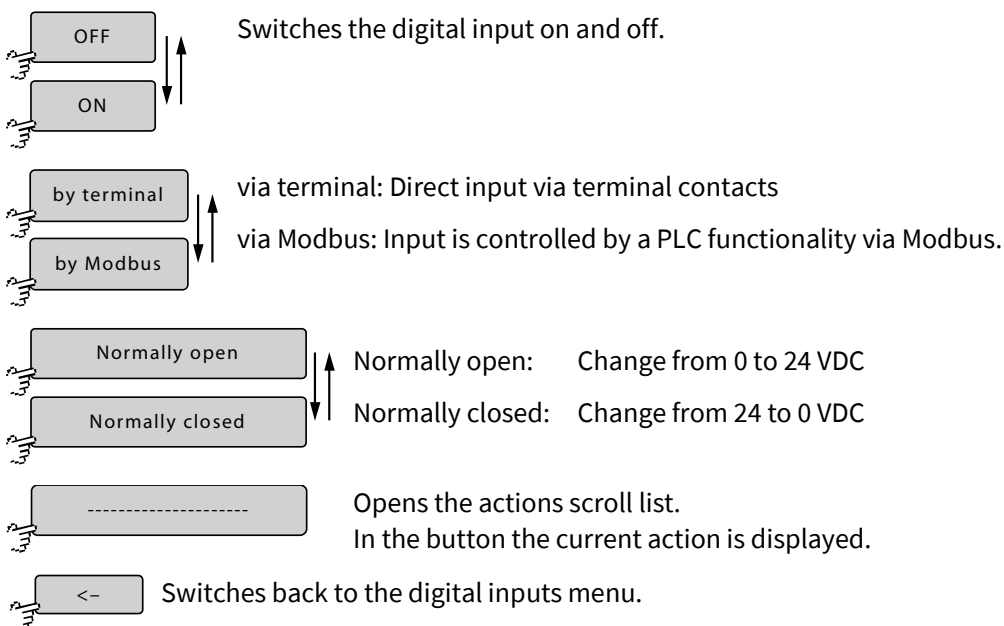 OFF
Switches the digital input on and off.
ON
by terminal
via terminal: Direct input via terminal contacts
via Modbus: Input is controlled by a PLC functionality via Modbus.
by Modbus
Normally open
Normally open: Change from 0 to 24 VDC
Normally closed
Normally closed: Change from 24 to 0 VDC
---------------------
Opens the actions scroll list.
In the button the current action is displayed.
<– Switches back to the digital inputs menu.